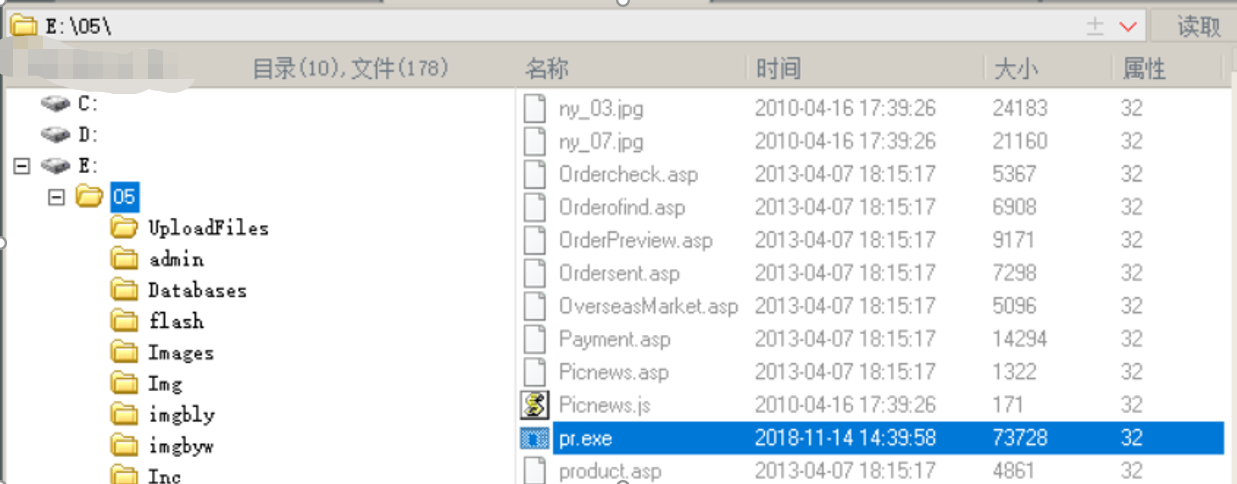 E:\05\ 读取
目录(10),文件(178) 名称 时间 大小 属性
C:
D:
E:
05
UploadFiles
admin
Databases
flash
Images
Img
imgbly
imgbyw
Inc
ny_03.jpg 2010-04-16 17:39:26 24183 32
ny_07.jpg 2010-04-16 17:39:26 21160 32
Ordercheck.asp 2013-04-07 18:15:17 5367 32
Orderofind.asp 2013-04-07 18:15:17 6908 32
OrderPreview.asp 2013-04-07 18:15:17 9171 32
Ordersent.asp 2013-04-07 18:15:17 7298 32
OverseasMarket.asp 2013-04-07 18:15:17 5096 32
Payment.asp 2013-04-07 18:15:17 14294 32
Picnews.asp 2013-04-07 18:15:17 1322 32
Picnews.js 2010-04-16 17:39:26 171 32
pr.exe 2018-11-14 14:39:58 73728 32
product.asp 2013-04-07 18:15:17 4861 32